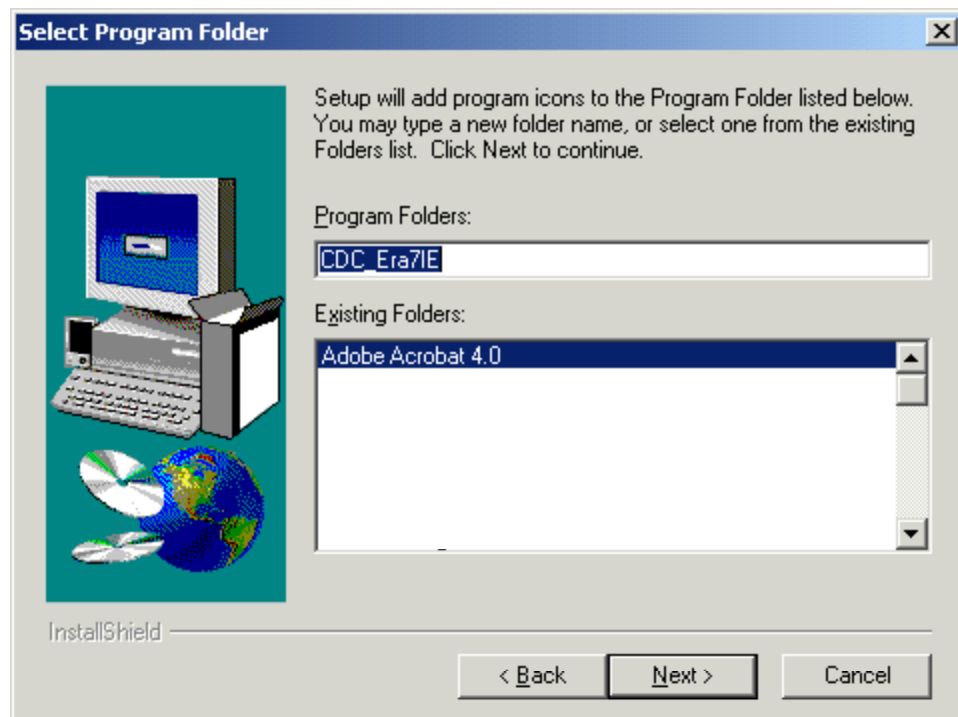 Select Program Folder
Setup will add program icons to the Program Folder listed below.
You may type a new folder name, or select one from the existing
Folders list.  Click Next to continue.
Program Folders:
CDC_Era7IE
Existing Folders:
Adobe Acrobat 4.0
InstallShield
< Back
Next >
Cancel